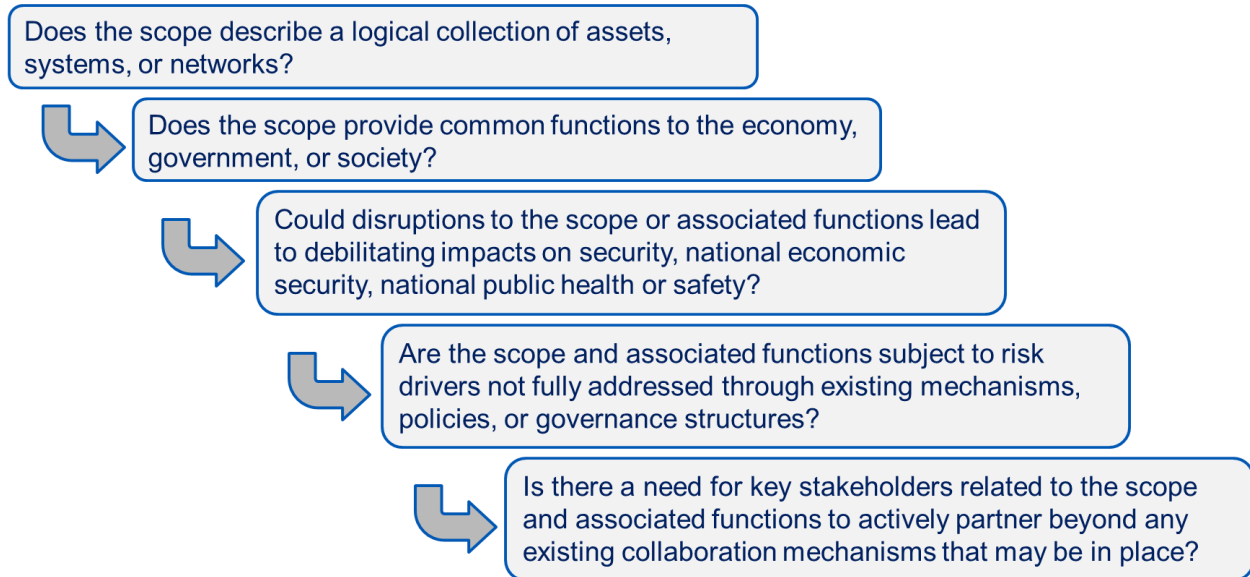 Does the scope describe a logical collection of assets,
systems, or networks?
Does the scope provide common functions to the economy,
government, or society?
Could disruptions to the scope or associated functions lead
to debilitating impacts on security, national economic
security, national public health or safety?
Are the scope and associated functions subject to risk
drivers not fully addressed through existing mechanisms,
policies, or governance structures?
Is there a need for key stakeholders related to the scope
and associated functions to actively partner beyond any
existing collaboration mechanisms that may be in place?